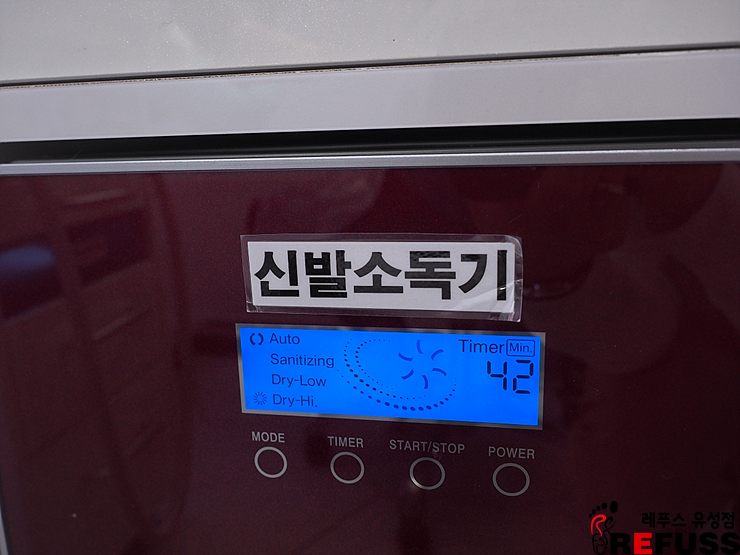 신발소독기
Auto
Sanitizing
Dry-Low
Dry-Hi.
Timer Min.
42
MODE TIMER START/STOP POWER
레푸스 유성점
REFUSS